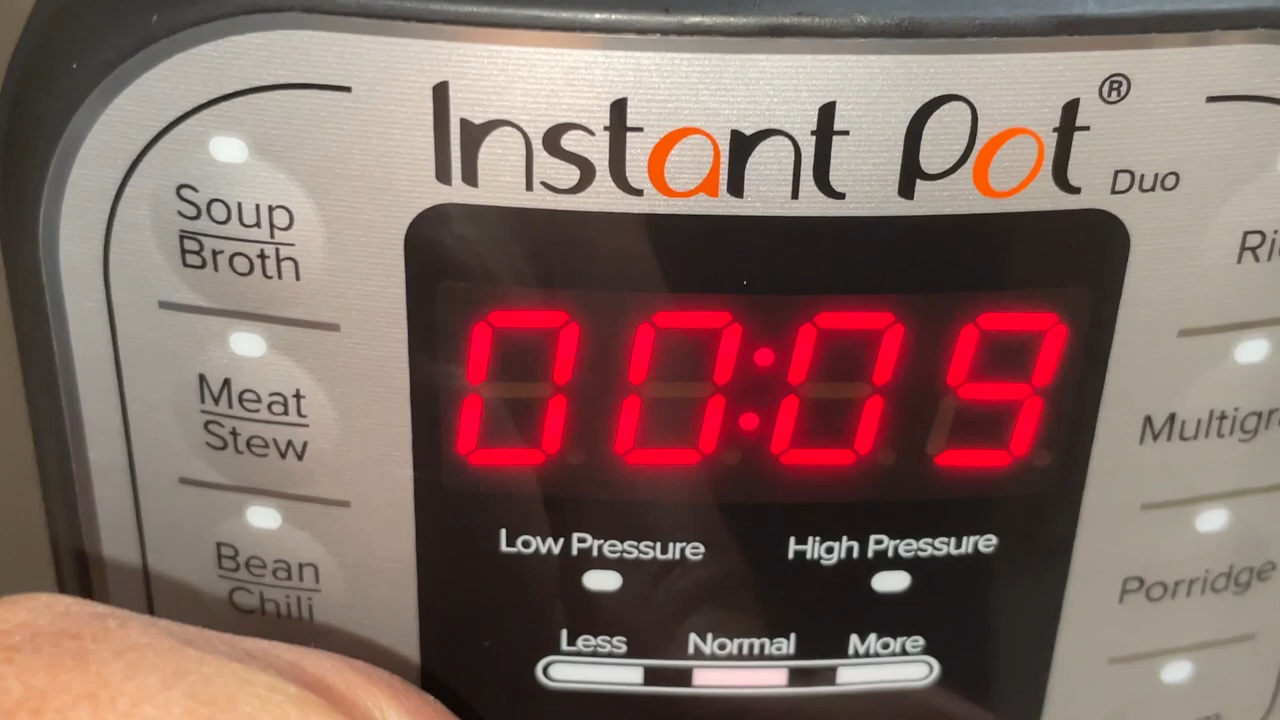 Instant Pot®
Duo
Soup
Broth
Meat
Stew
Bean
Chili
00:09
Low Pressure High Pressure
Less Normal More
Multigr
Porridge